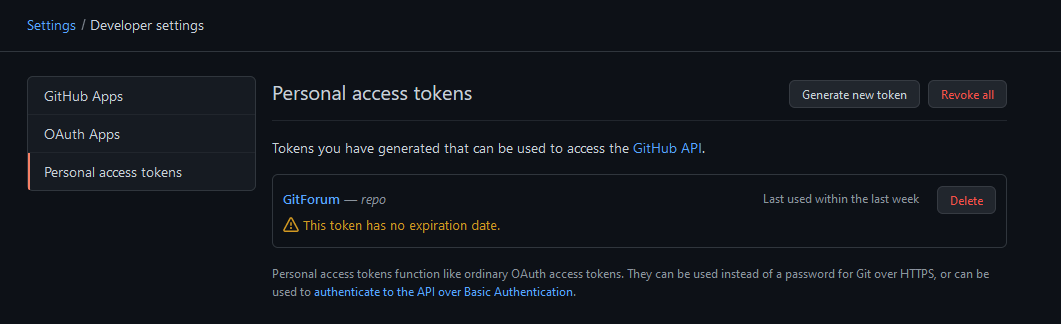 Settings / Developer settings
GitHub Apps
OAuth Apps
Personal access tokens
Personal access tokens
Generate new token
Revoke all
Tokens you have generated that can be used to access the GitHub API.
GitForum — repo
Last used within the last week
Delete
This token has no expiration date.
Personal access tokens function like ordinary OAuth access tokens. They can be used instead of a password for Git over HTTPS, or can be
used to authenticate to the API over Basic Authentication.